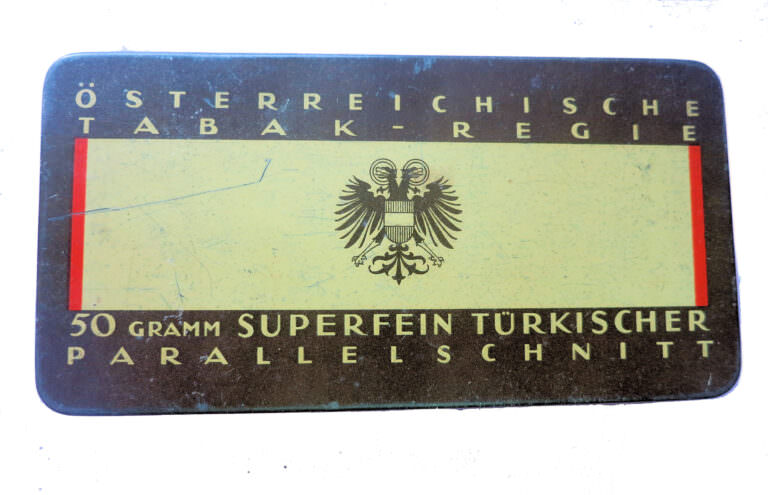 ÖSTERREICHISCHE
TABAK-REGIE
50 GRAMM SUPERFEIN TÜRKISCHER
PARALLELSCHNITT